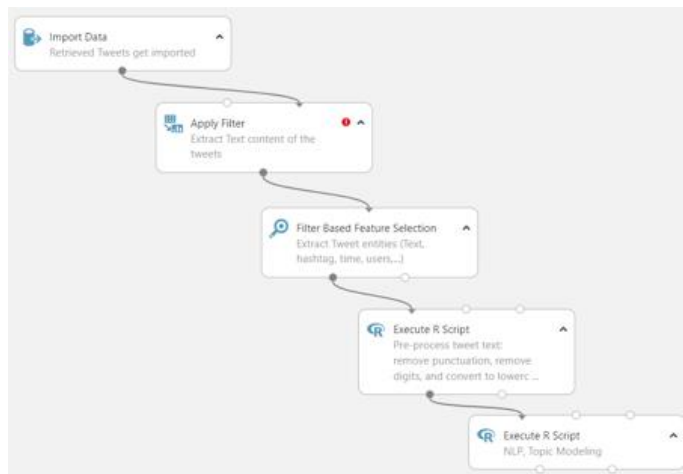 Import Data
Retrieved Tweets get imported
Apply Filter
Extract Text content of the
tweets
Filter Based Feature Selection
Extract Tweet entities (Text,
hashtag, time, users,...)
Execute R Script
Pre-process tweet text:
remove punctuation, remove
digits, and convert to lowerc ...
Execute R Script
NLP, Topic Modeling